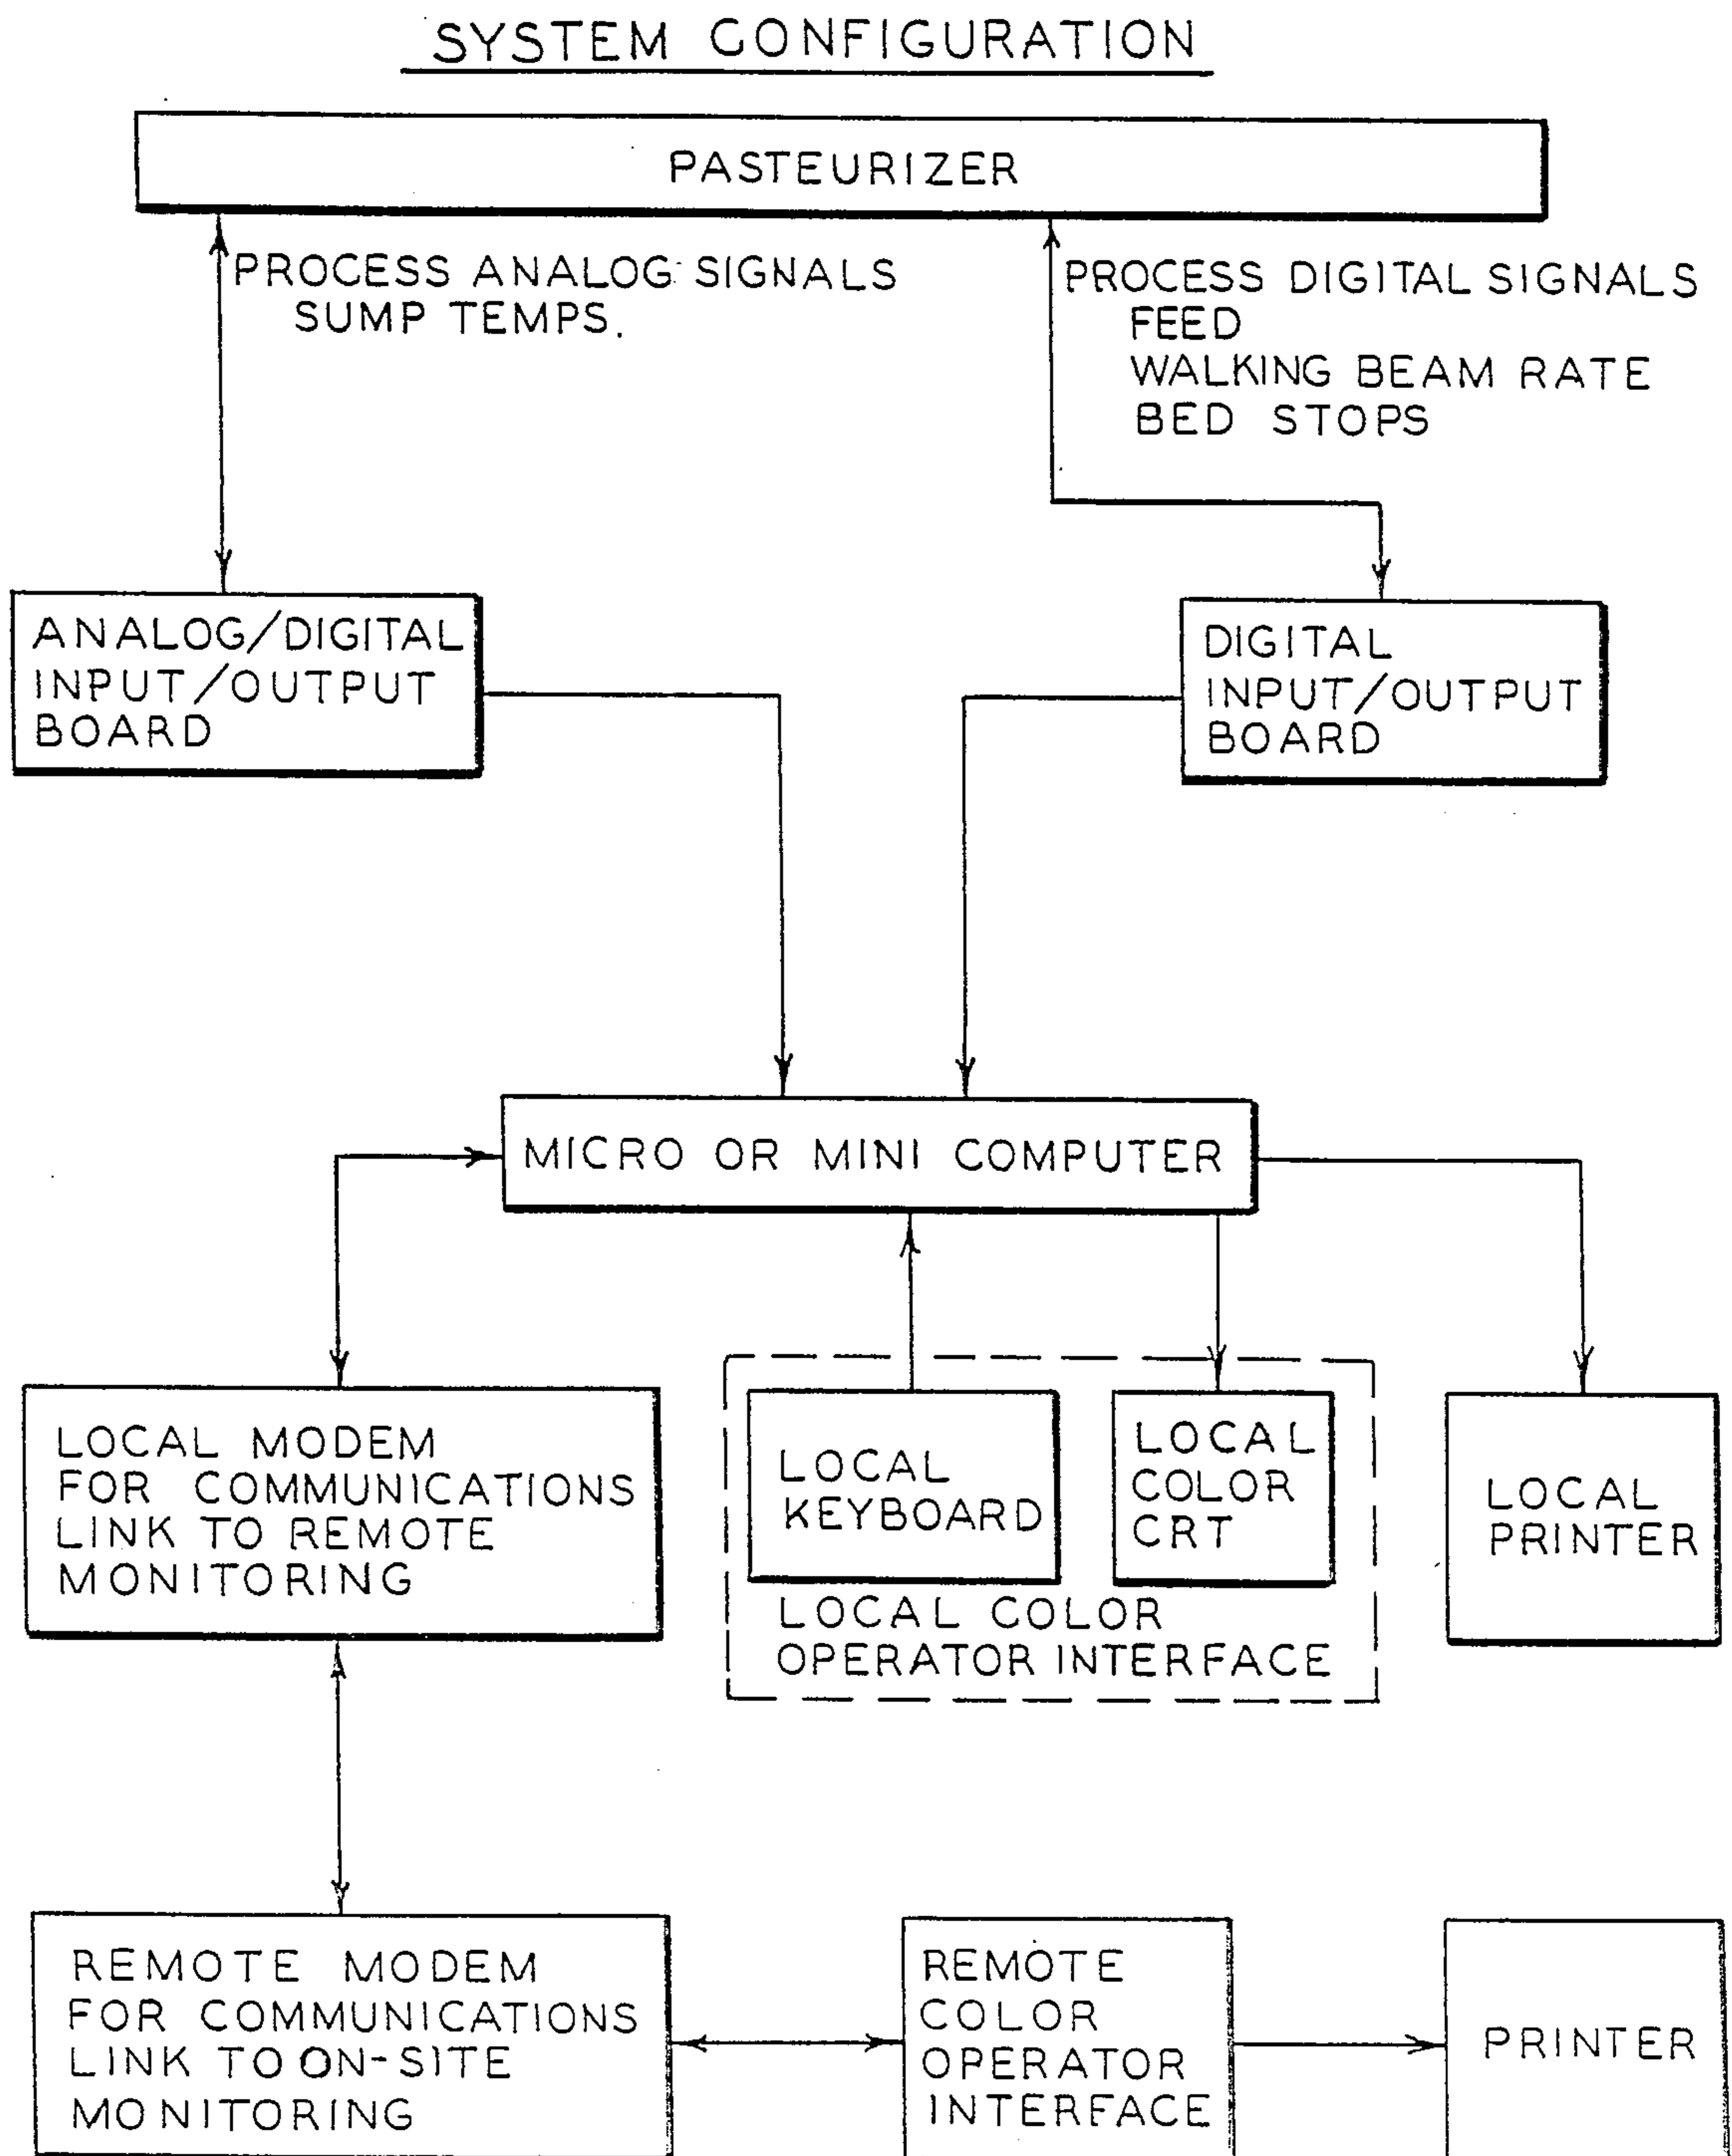 SYSTEM CONFIGURATION
PASTEURIZER
PROCESS ANALOG SIGNALS
SUMP TEMPS.
PROCESS DIGITAL SIGNALS
FEED
WALKING BEAM RATE
BED STOPS
ANALOG/DIGITAL
INPUT/OUTPUT
BOARD
DIGITAL
INPUT/OUTPUT
BOARD
MICRO OR MINI COMPUTER
LOCAL MODEM
FOR COMMUNICATIONS
LINK TO REMOTE
MONITORING
LOCAL
KEYBOARD
LOCAL
COLOR
CRT
LOCAL COLOR
OPERATOR INTERFACE
LOCAL
PRINTER
REMOTE MODEM
FOR COMMUNICATIONS
LINK TO ON-SITE
MONITORING
REMOTE
COLOR
OPERATOR
INTERFACE
PRINTER